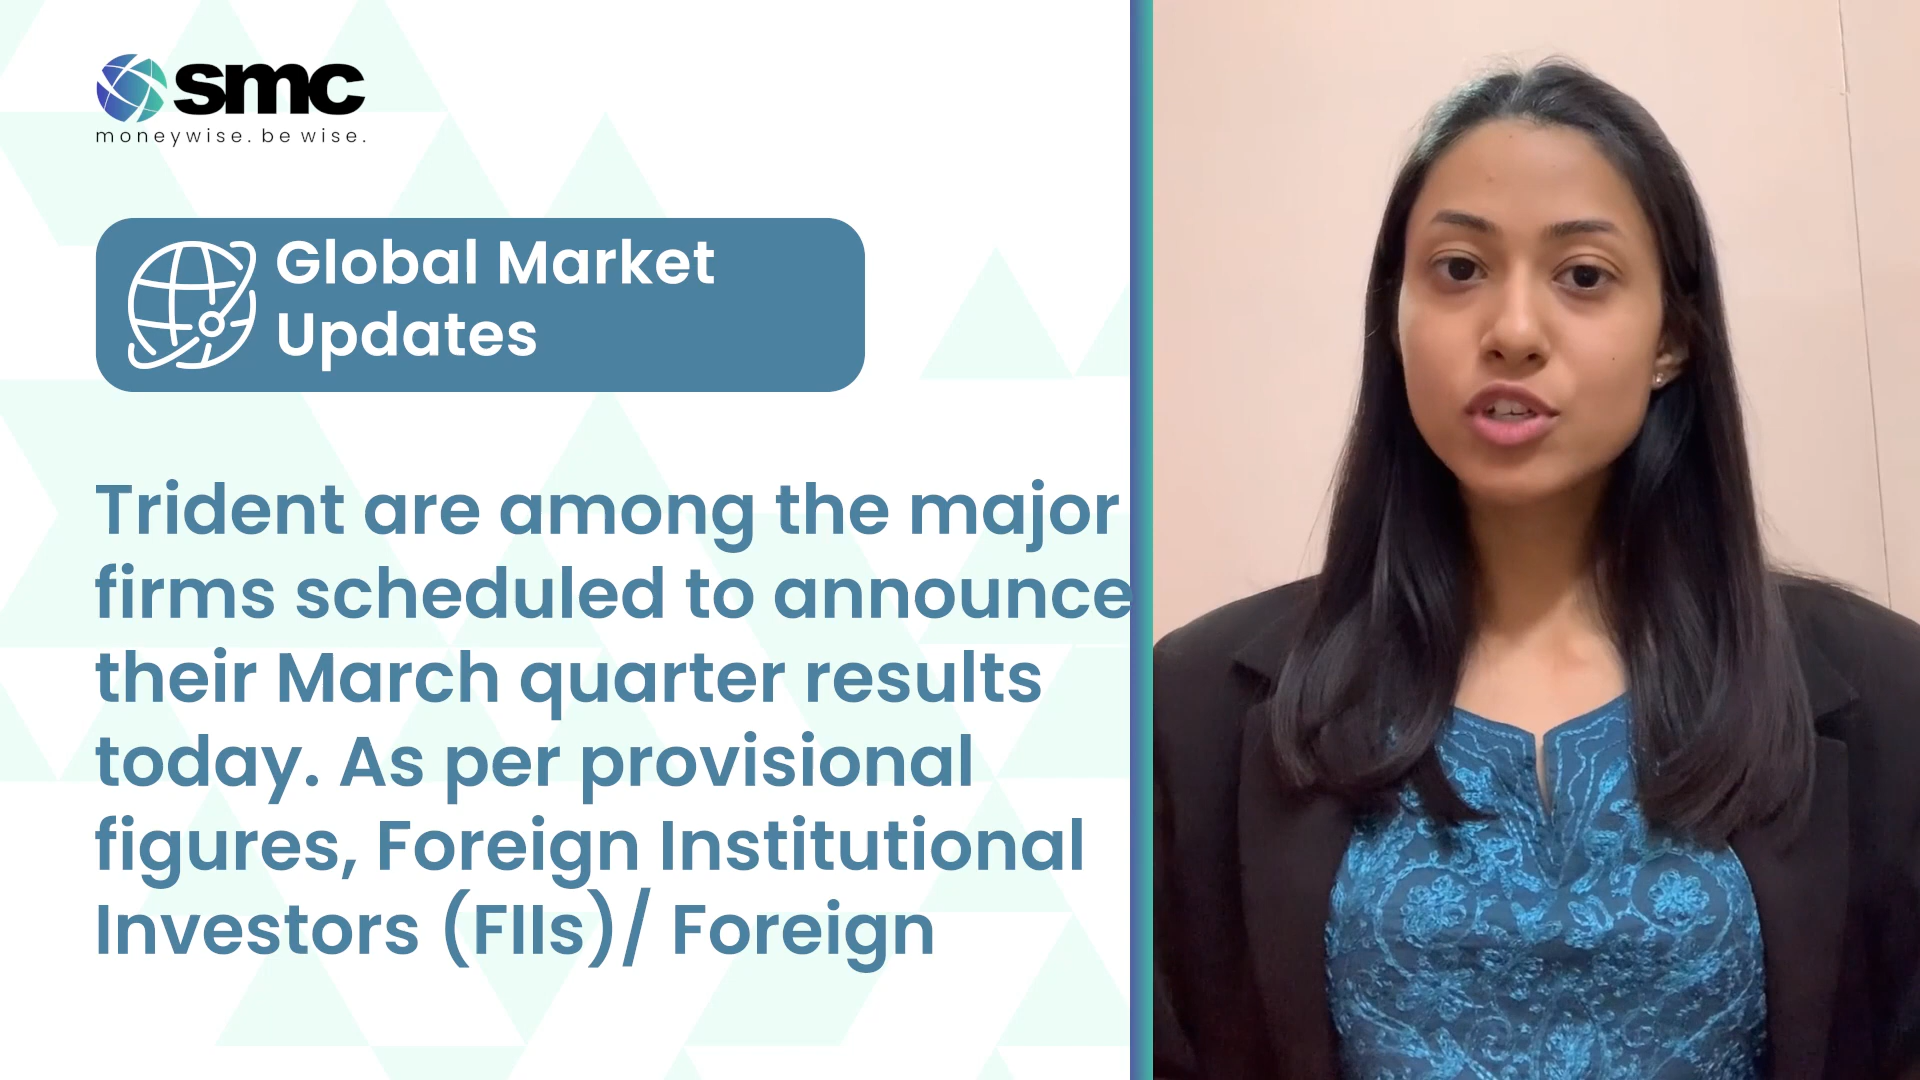 smc
moneywise. be wise.
Global Market
Updates
Trident are among the major
firms scheduled to announce
their March quarter results
today. As per provisional
figures, Foreign Institutional
Investors (FIIs)/ Foreign